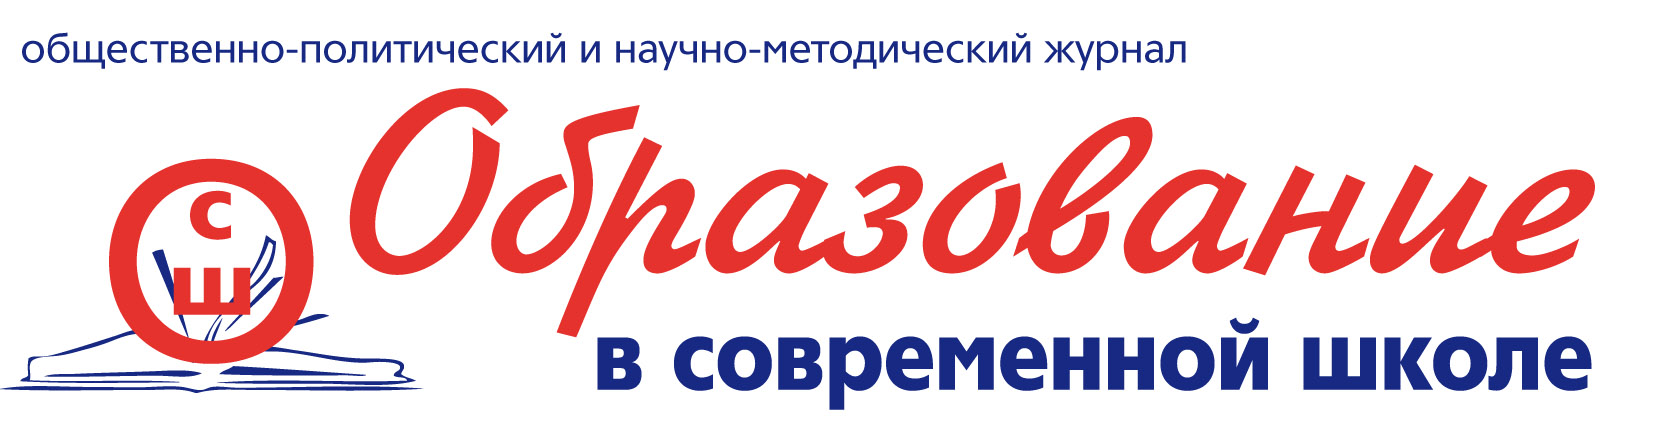 общественно-политический и научно-методический журнал
Образование
с
ш
в современной школе